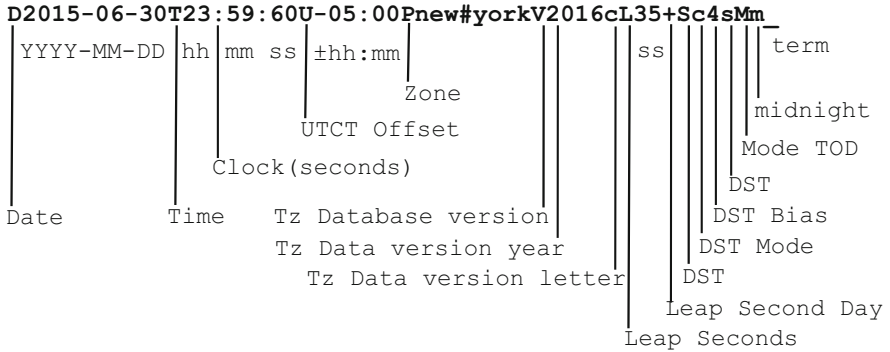 D2015-06-30T23:59:60U-05:00Pnew#yorkV2016cL35+Sc4sMm_
YYYY-MM-DD hh mm ss ±hh:mm ss term
Zone midnight
UTCT Offset Mode TOD
Clock(seconds) DST
Date Time Tz Database version DST Bias
Tz Data version year DST Mode
Tz Data version letter DST
Leap Second Day
Leap Seconds